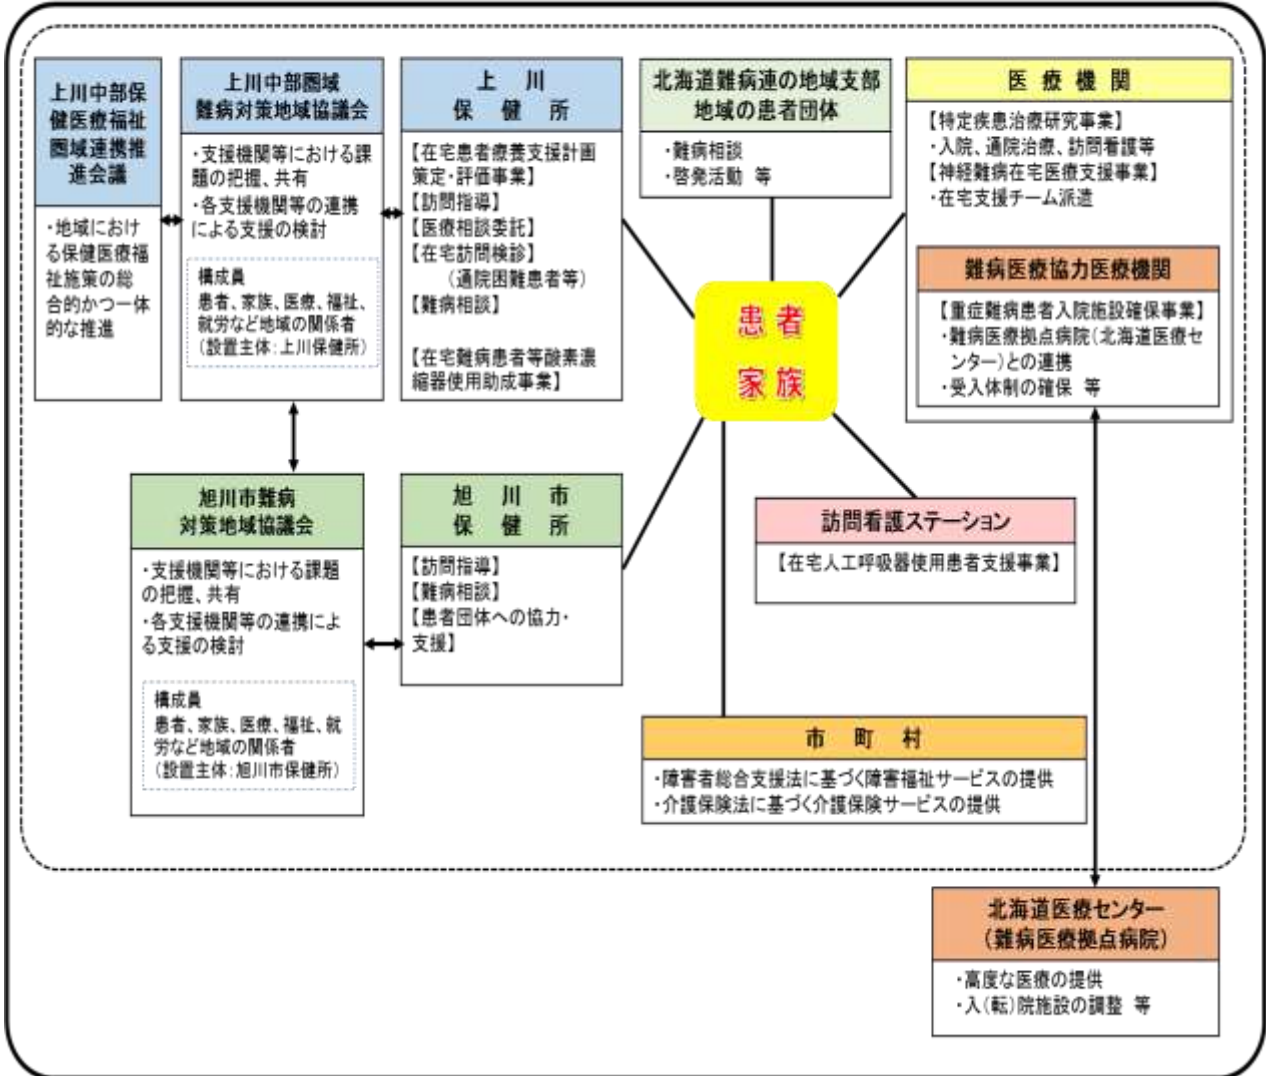 上川中部保
健医療福祉
圏域連携推
進会議
・地域におけ
る保健医療福
祉施策の総
合的かつ一体
的な推進
上川中部圏域
難病対策地域協議会
・支援機関等における課
題の把握、共有
・各支援機関等の連携
による支援の検討
構成員
患者、家族、医療、福祉、
就労など地域の関係者
(設置主体:上川保健所)
上 川
保 健 所
【在宅患者療養支援計画
策定・評価事業】
【訪問指導】
【医療相談委託】
【在宅訪問検診】
(通院困難患者等)
【難病相談】
【在宅難病患者等酸素濃
縮器使用助成事業】
北海道難病連の地域支部
地域の患者団体
・難病相談
・啓発活動 等
医 療 機 関
【特定疾患治療研究事業】
・入院、通院治療、訪問看護等
【神経難病在宅医療支援事業】
・在宅支援チーム派遣
難病医療協力医療機関
【重症難病患者入院施設確保事業】
・難病医療拠点病院(北海道医療セ
ンター)との連携
・受入体制の確保 等
患者
家族
旭川市難病
対策地域協議会
・支援機関等における課題
の把握、共有
・各支援機関等の連携によ
る支援の検討
構成員
患者、家族、医療、福祉、就
労など地域の関係者
(設置主体:旭川市保健所)
旭 川 市
保 健 所
【訪問指導】
【難病相談】
【患者団体への協力・
支援】
訪問看護ステーション
【在宅人工呼吸器使用患者支援事業】
市 町 村
・障害者総合支援法に基づく障害福祉サービスの提供
・介護保険法に基づく介護保険サービスの提供
北海道医療センター
(難病医療拠点病院)
・高度な医療の提供
・入(転)院施設の調整 等